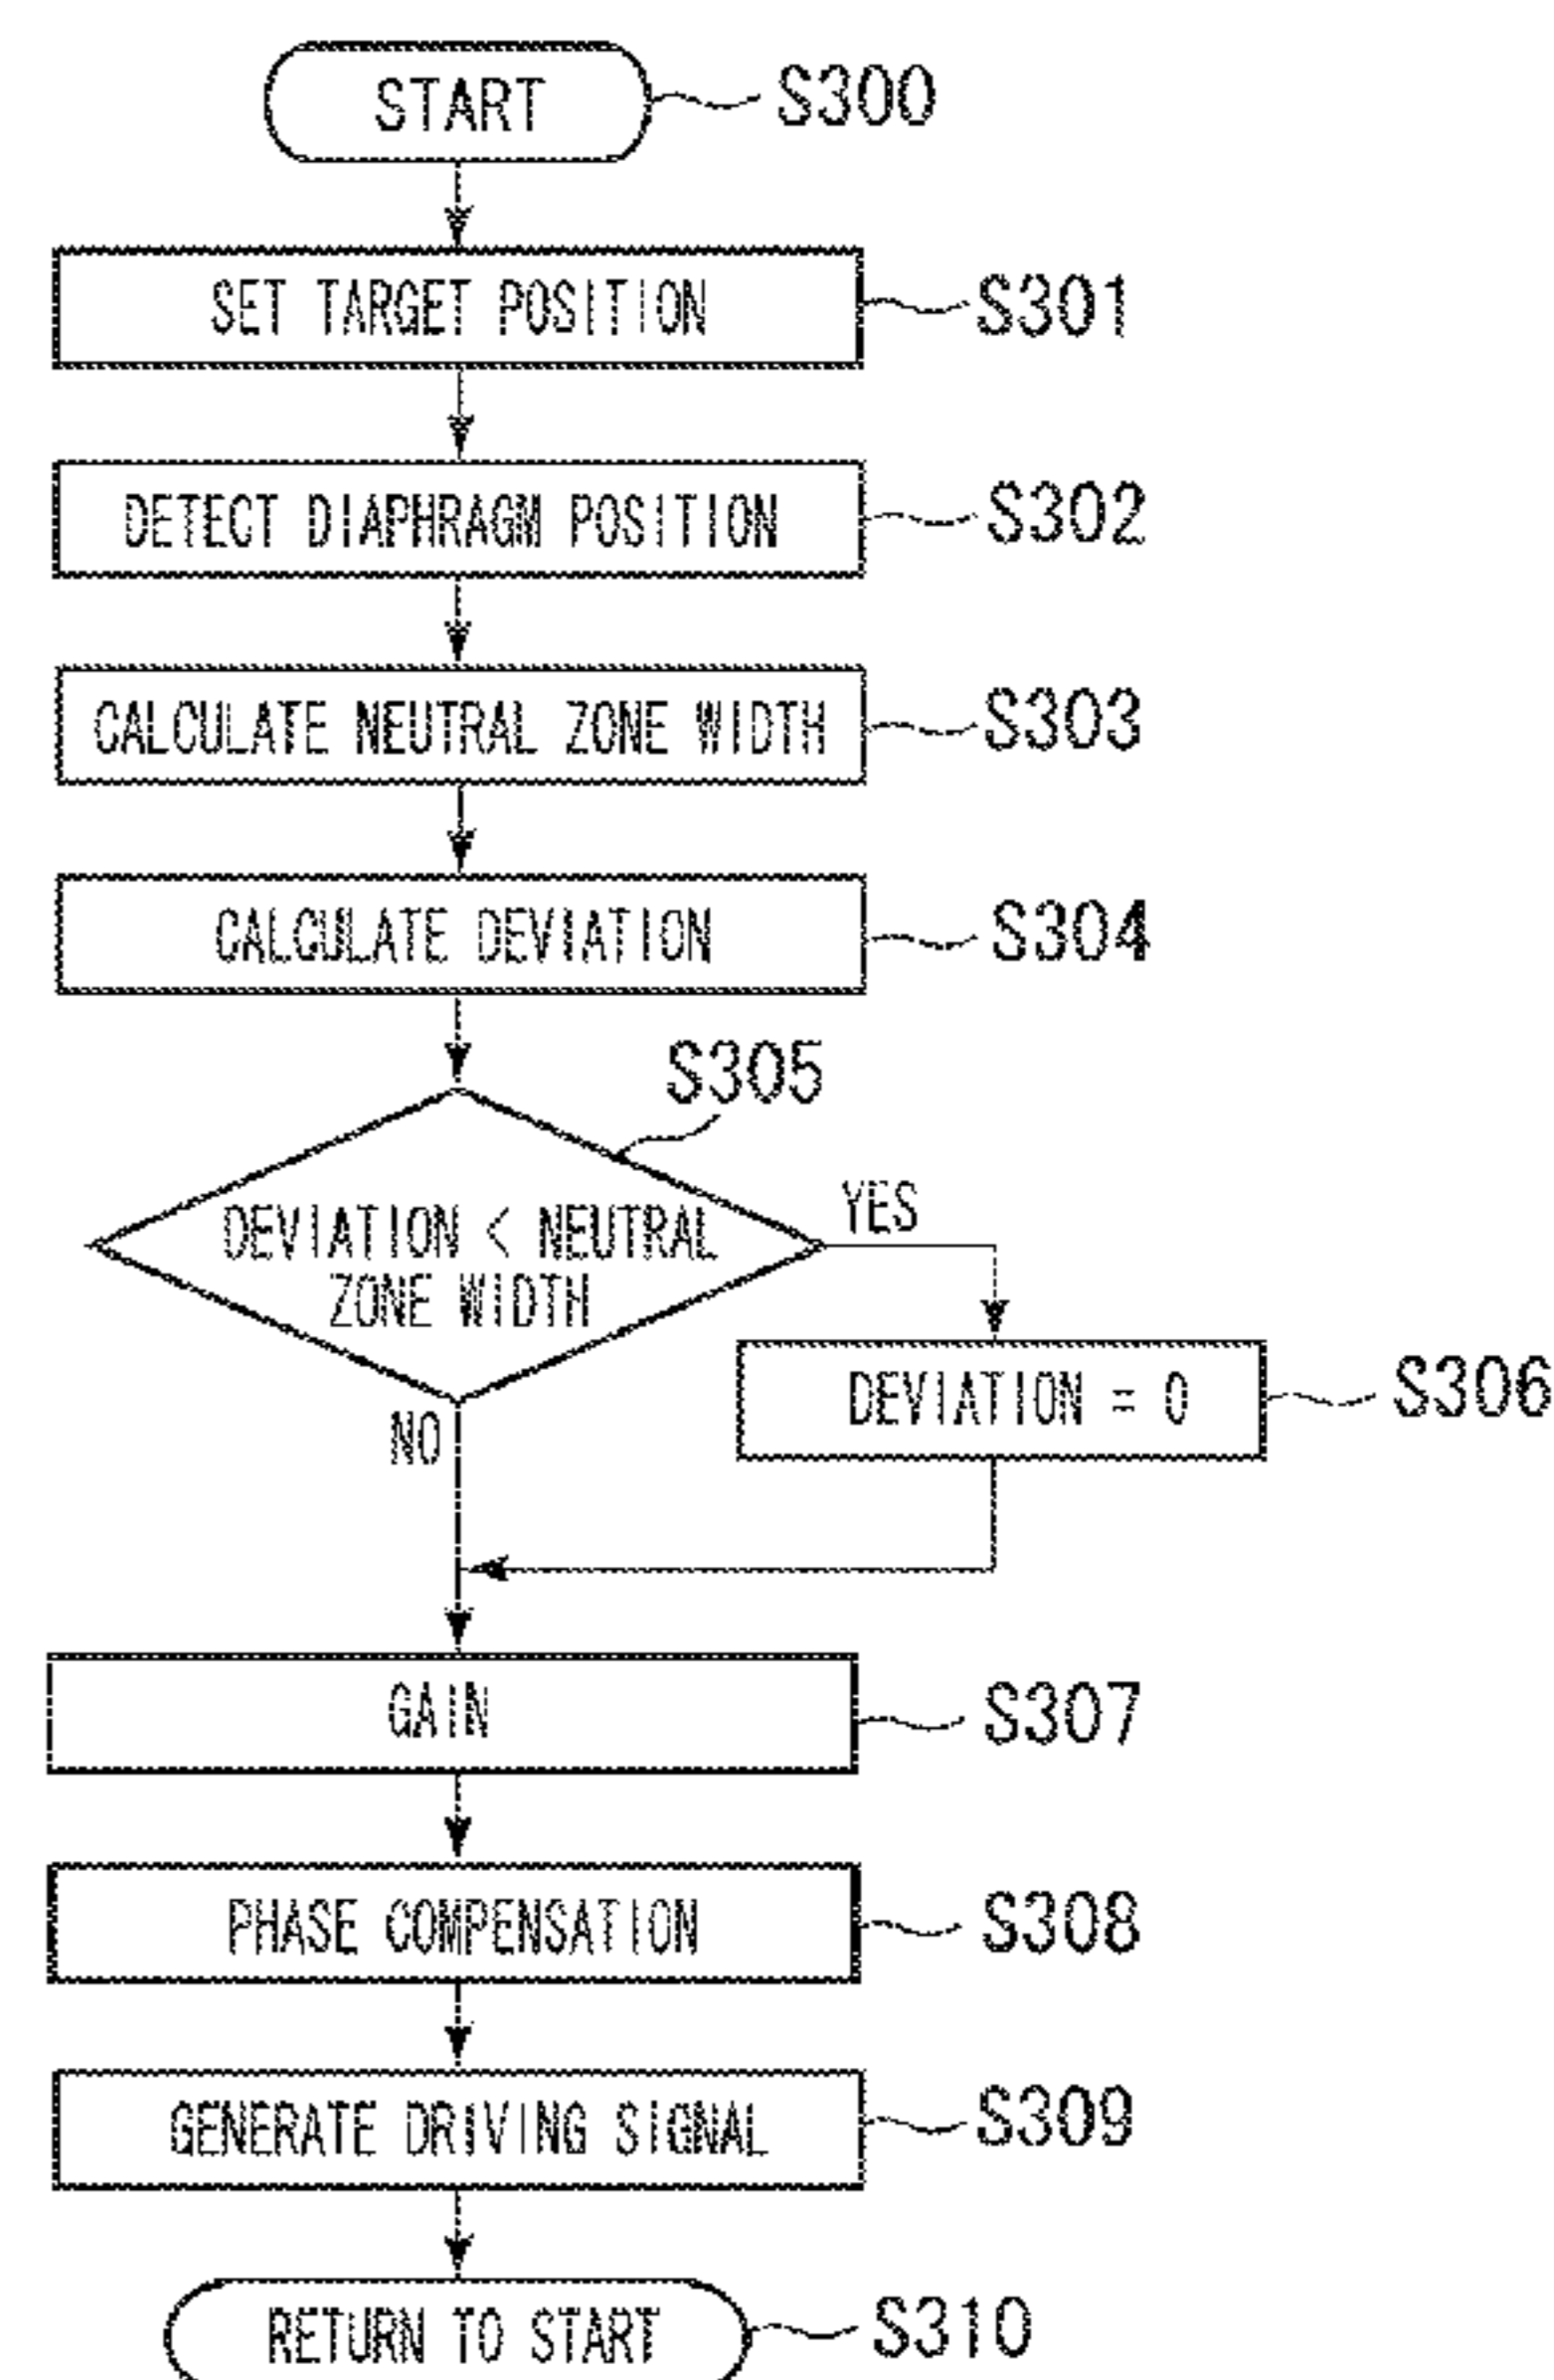 START
S300
SET TARGET POSITION
S301
DETECT DIAPHRAGM POSITION
S302
CALCULATE NEUTRAL ZONE WIDTH
S303
CALCULATE DEVIATION
S304
S305
DEVIATION < NEUTRAL
ZONE WIDTH
YES
DEVIATION = 0
S306
NO
GAIN
S307
PHASE COMPENSATION
S308
GENERATE DRIVING SIGNAL
S309
RETURN TO START
S310